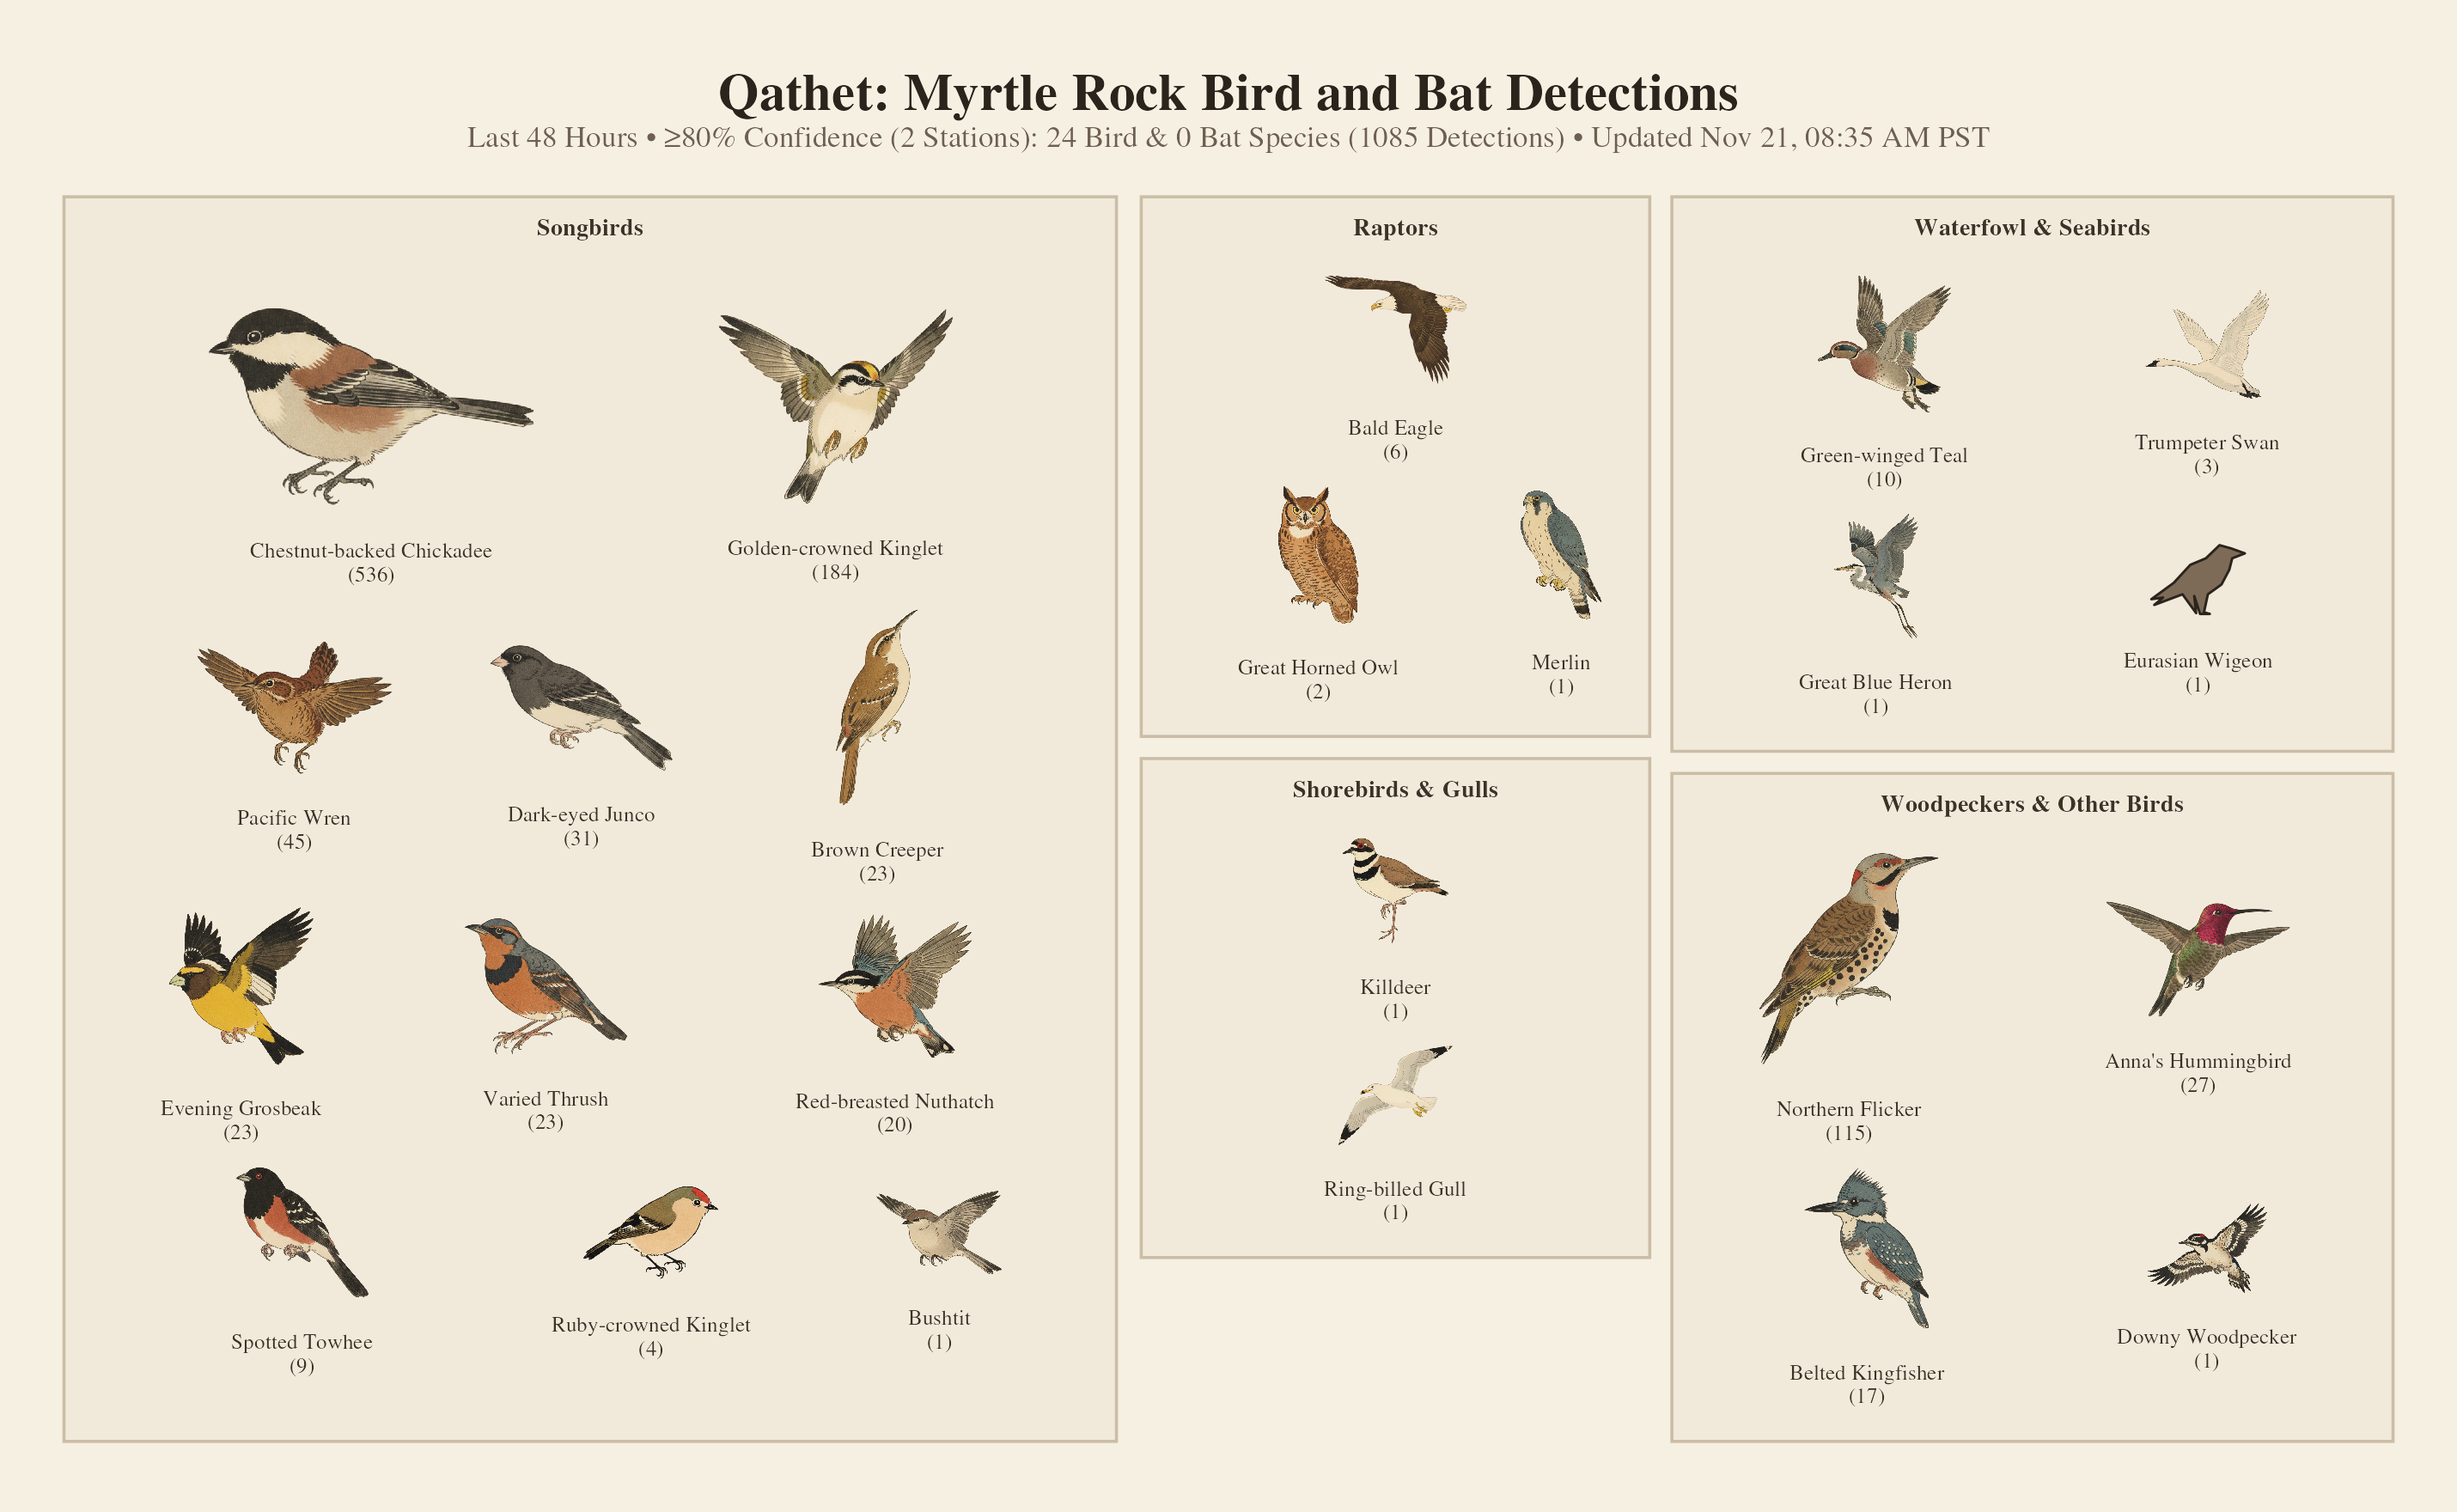 Qathet: Myrtle Rock Bird and Bat Detections
Last 48 Hours • ≥80% Confidence (2 Stations): 24 Bird & 0 Bat Species (1085 Detections) • Updated Nov 21, 08:35 AM PST
Songbirds
Chestnut-backed Chickadee
(536)
Golden-crowned Kinglet
(184)
Pacific Wren
(45)
Dark-eyed Junco
(31)
Brown Creeper
(23)
Evening Grosbeak
(23)
Varied Thrush
(23)
Red-breasted Nuthatch
(20)
Spotted Towhee
(9)
Ruby-crowned Kinglet
(4)
Bushtit
(1)
Raptors
Bald Eagle
(6)
Great Horned Owl
(2)
Merlin
(1)
Shorebirds & Gulls
Killdeer
(1)
Ring-billed Gull
(1)
Waterfowl & Seabirds
Green-winged Teal
(10)
Trumpeter Swan
(3)
Great Blue Heron
(1)
Eurasian Wigeon
(1)
Woodpeckers & Other Birds
Northern Flicker
(115)
Anna's Hummingbird
(27)
Belted Kingfisher
(17)
Downy Woodpecker
(1)